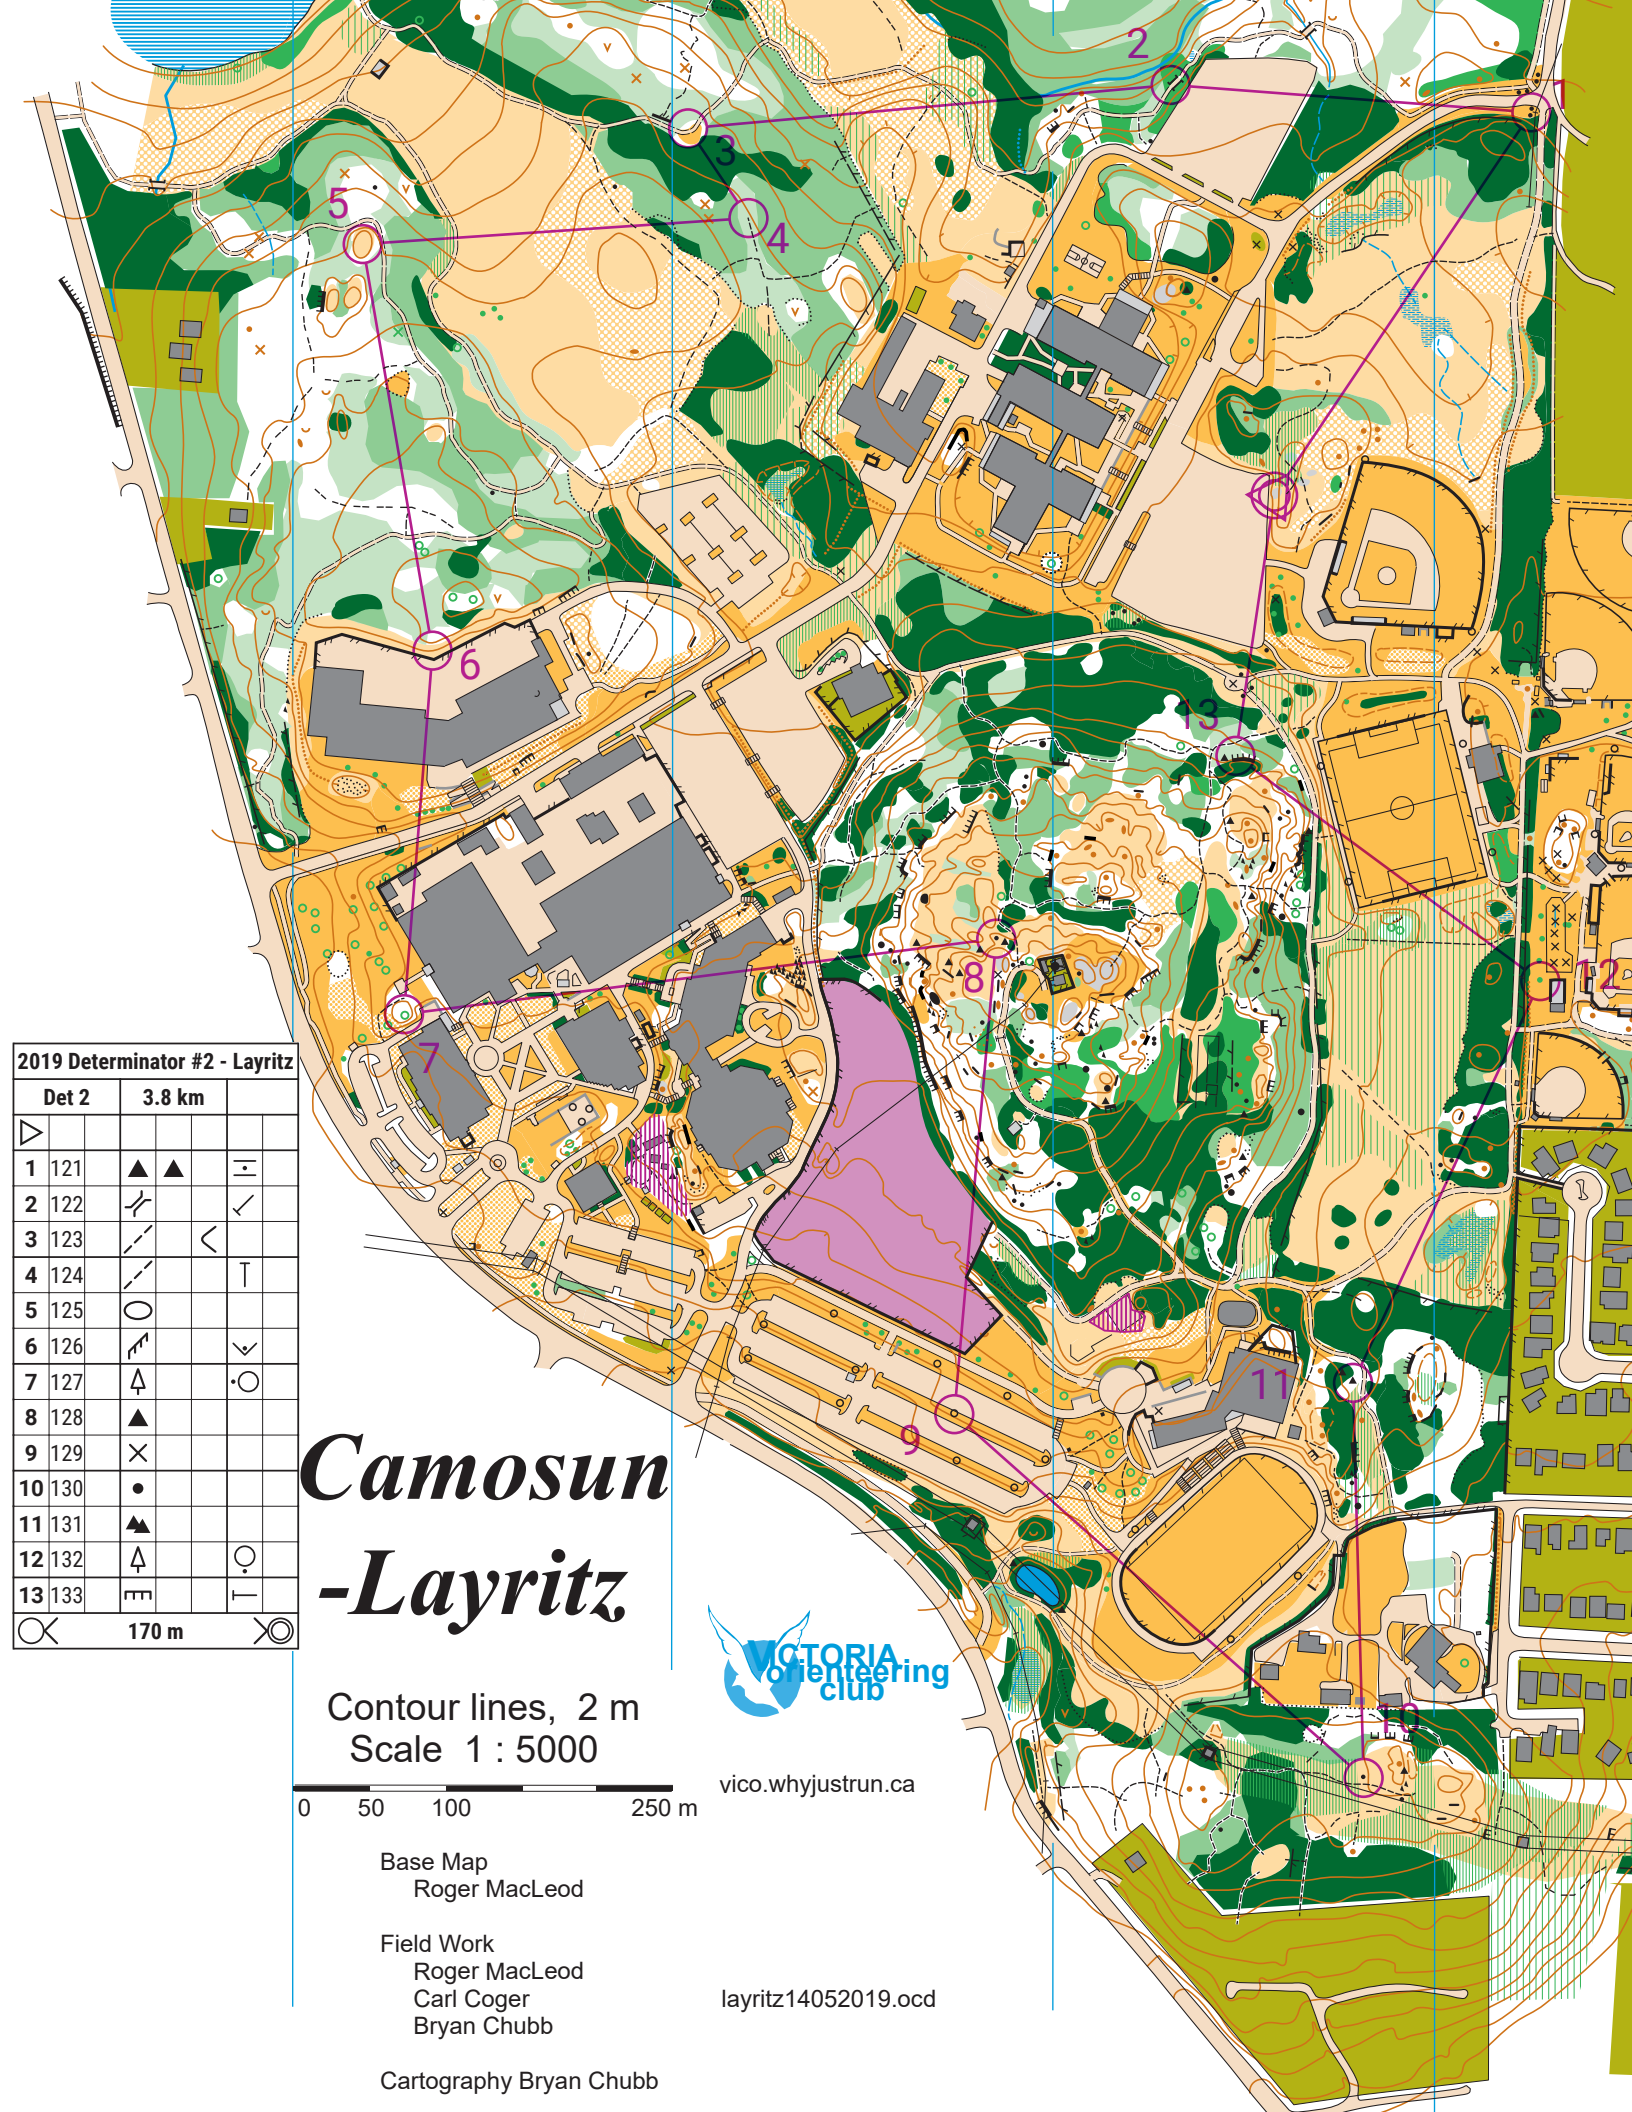 2
1
3
5
4
6
13
8
12
7
11
9
10
2019 Determinator #2 - Layritz
Det 2 3.8 km
1 121
2 122
3 123
4 124
5 125
6 126
7 127
8 128
9 129
10 130
11 131
12 132
13 133
170 m
Camosun
-Layritz
VICTORIA
orienteering
club
Contour lines, 2 m
Scale 1 : 5000
0 50 100 250 m
vico.whyjustrun.ca
Base Map
Roger MacLeod
Field Work
Roger MacLeod
Carl Coger
Bryan Chubb
layritz14052019.ocd
Cartography Bryan Chubb